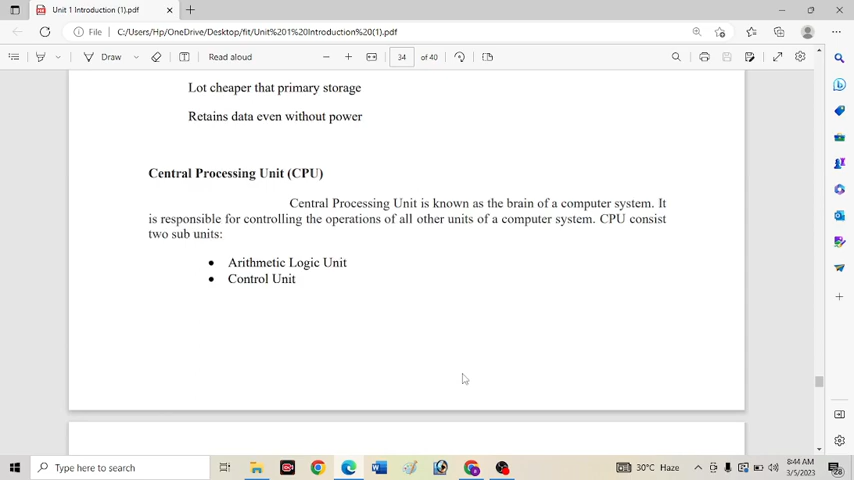 Unit 1 Introduction (1).pdf
File
C:/Users/Hp/OneDrive/Desktop/fit/Unit%201%20Introduction%20(1).pdf
Draw
Read aloud
34
of 40
Lot cheaper that primary storage
Retains data even without power
Central Processing Unit (CPU)
Central Processing Unit is known as the brain of a computer system. It
is responsible for controlling the operations of all other units of a computer system. CPU consist
two sub units:
• Arithmetic Logic Unit
• Control Unit
Type here to search
30°C Haze
8:44 AM
3/5/2023